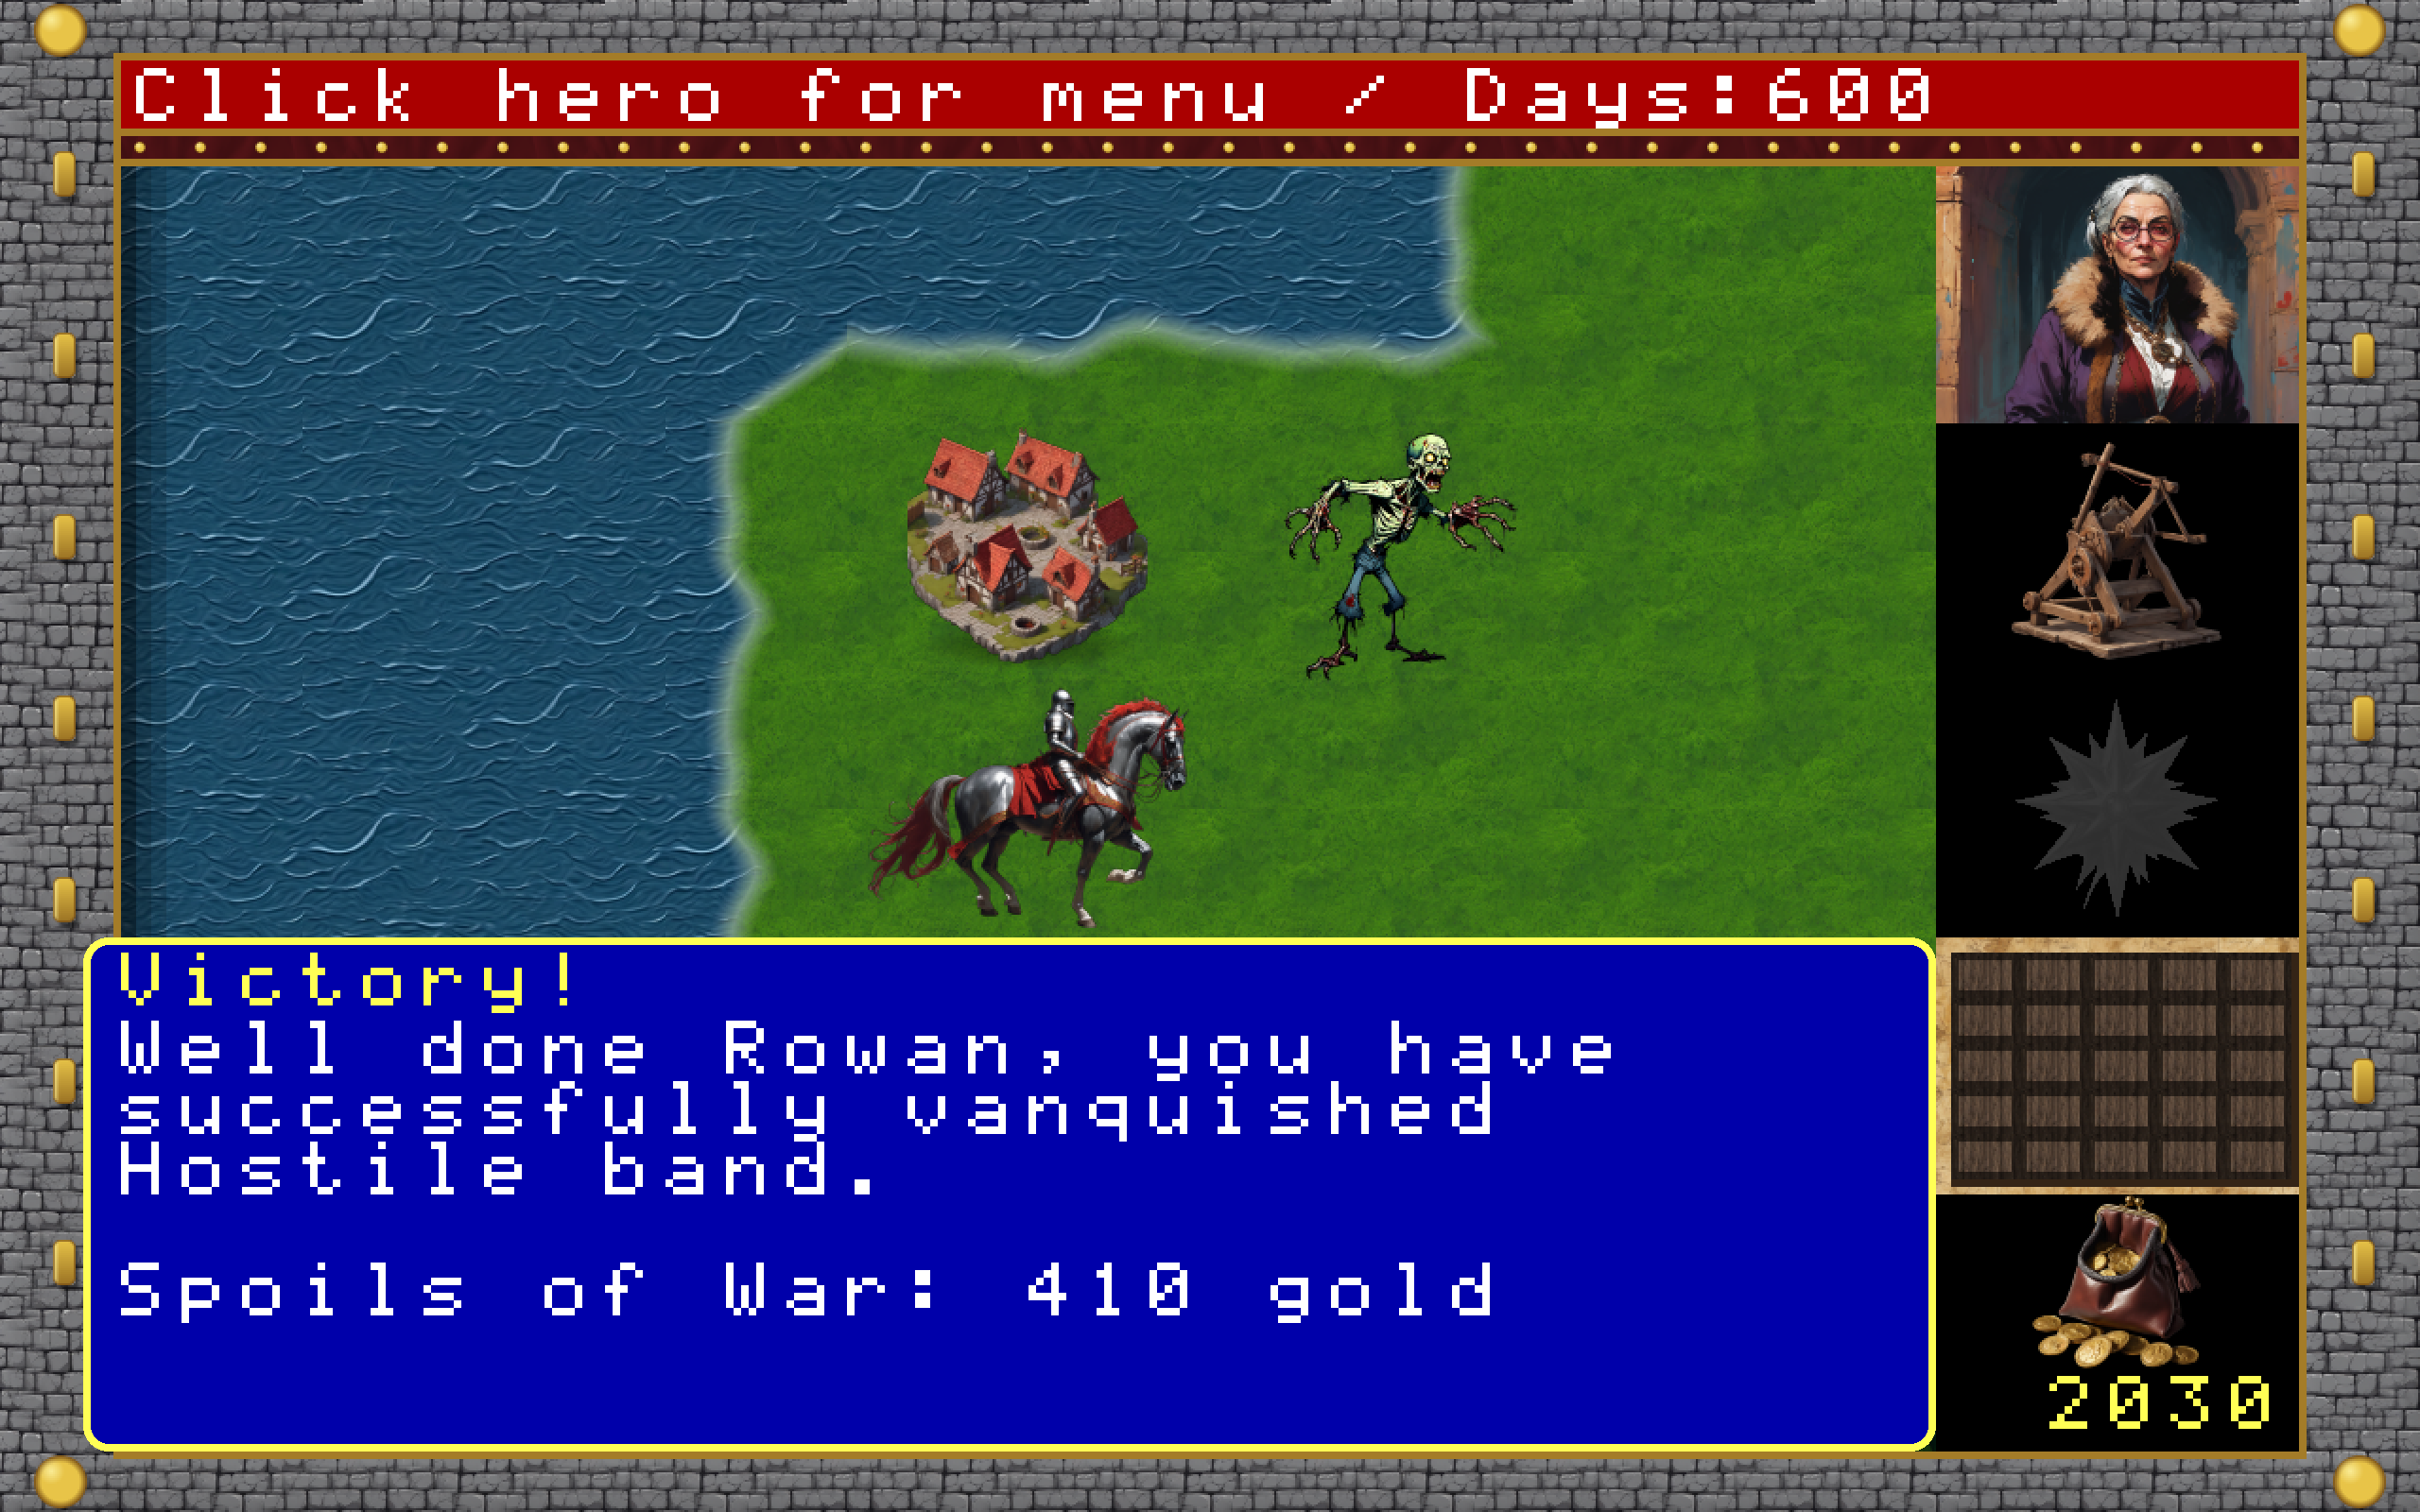 Click hero for menu / Days:600
Victory!
Well done Rowan, you have
successfully vanquished
Hostile band.
Spoils of War: 410 gold
2030